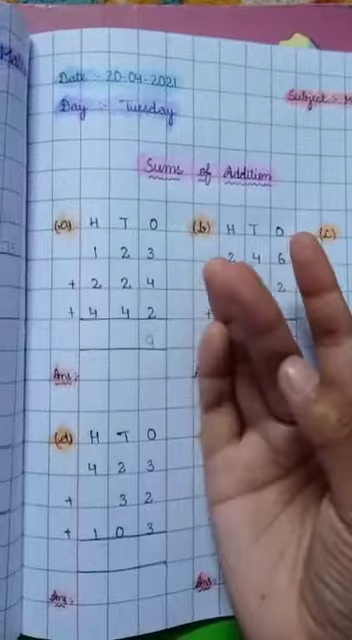 Date :- 20-04-2021
Day :- Tuesday
Sums of Addition
(a) H T O (b) H T O (c)
1 2 3 2 4 6
+ 2 2 4 2
+ 4 4 2 +
9
Ans:
(d) H T O
4 2 3
+ 3 2
+ 1 0 3
Ans: Ans: